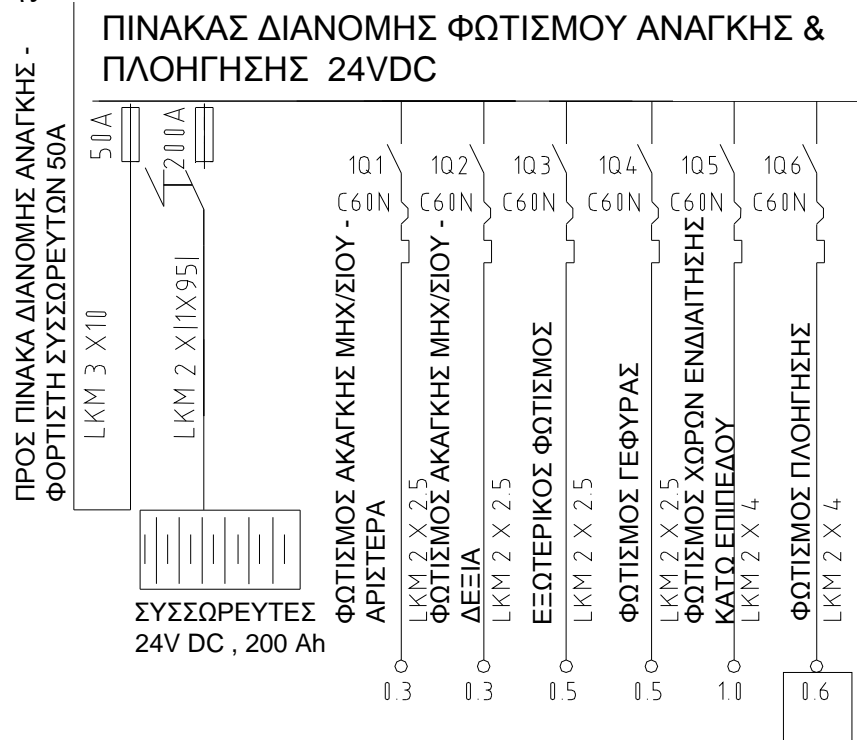 ΠΙΝΑΚΑΣ ΔΙΑΝΟΜΗΣ ΦΩΤΙΣΜΟΥ ΑΝΑΓΚΗΣ &
ΠΛΟΗΓΗΣΗΣ 24VDC
ΠΡΟΣ ΠΙΝΑΚΑ ΔΙΑΝΟΜΗΣ ΑΝΑΓΚΗΣ -
ΦΟΡΤΙΣΤΗ ΣΥΣΣΩΡΕΥΤΩΝ 50Α
50A
200A
LKM 3 X10
LKM 2 X(1X95)
ΣΥΣΣΩΡΕΥΤΕΣ
24V DC , 200 Ah
1Q1
C60N
ΦΩΤΙΣΜΟΣ ΑΚΑΓΚΗΣ ΜΗΧ/ΣΙΟΥ -
ΑΡΙΣΤΕΡΑ
LKM 2 X 2.5
0.3
1Q2
C60N
ΦΩΤΙΣΜΟΣ ΑΚΑΓΚΗΣ ΜΗΧ/ΣΙΟΥ -
ΔΕΞΙΑ
LKM 2 X 2.5
0.3
1Q3
C60N
ΕΞΩΤΕΡΙΚΟΣ ΦΩΤΙΣΜΟΣ
LKM 2 X 2.5
0.5
1Q4
C60N
ΦΩΤΙΣΜΟΣ ΓΕΦΥΡΑΣ
LKM 2 X 2.5
0.5
1Q5
C60N
ΦΩΤΙΣΜΟΣ ΧΩΡΩΝ ΕΝΔΙΑΙΤΗΣΗΣ
ΚΑΤΩ ΕΠΙΠΕΔΟΥ
LKM 2 X 4
1.0
1Q6
C60N
ΦΩΤΙΣΜΟΣ ΠΛΟΗΓΗΣΗΣ
LKM 2 X 4
0.6